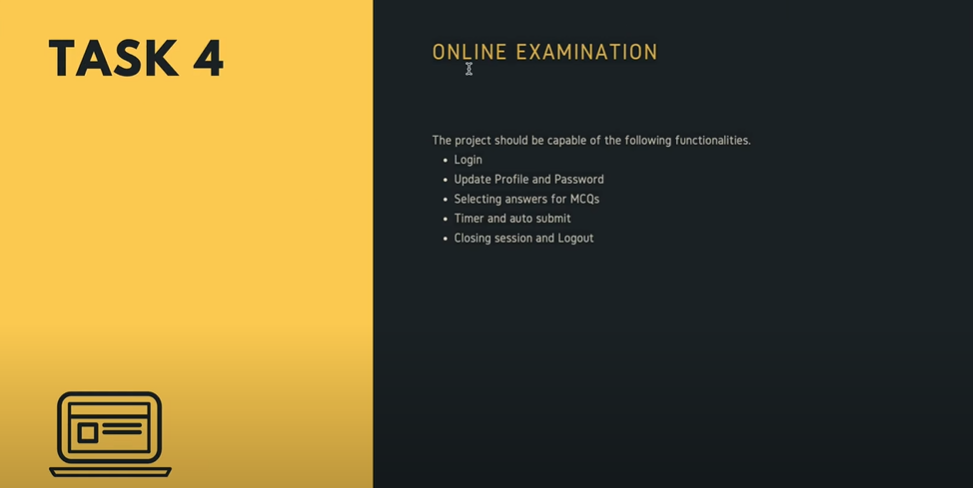 TASK 4
ONLINE EXAMINATION
The project should be capable of the following functionalities.
• Login
• Update Profile and Password
• Selecting answers for MCQs
• Timer and auto submit
• Closing session and Logout